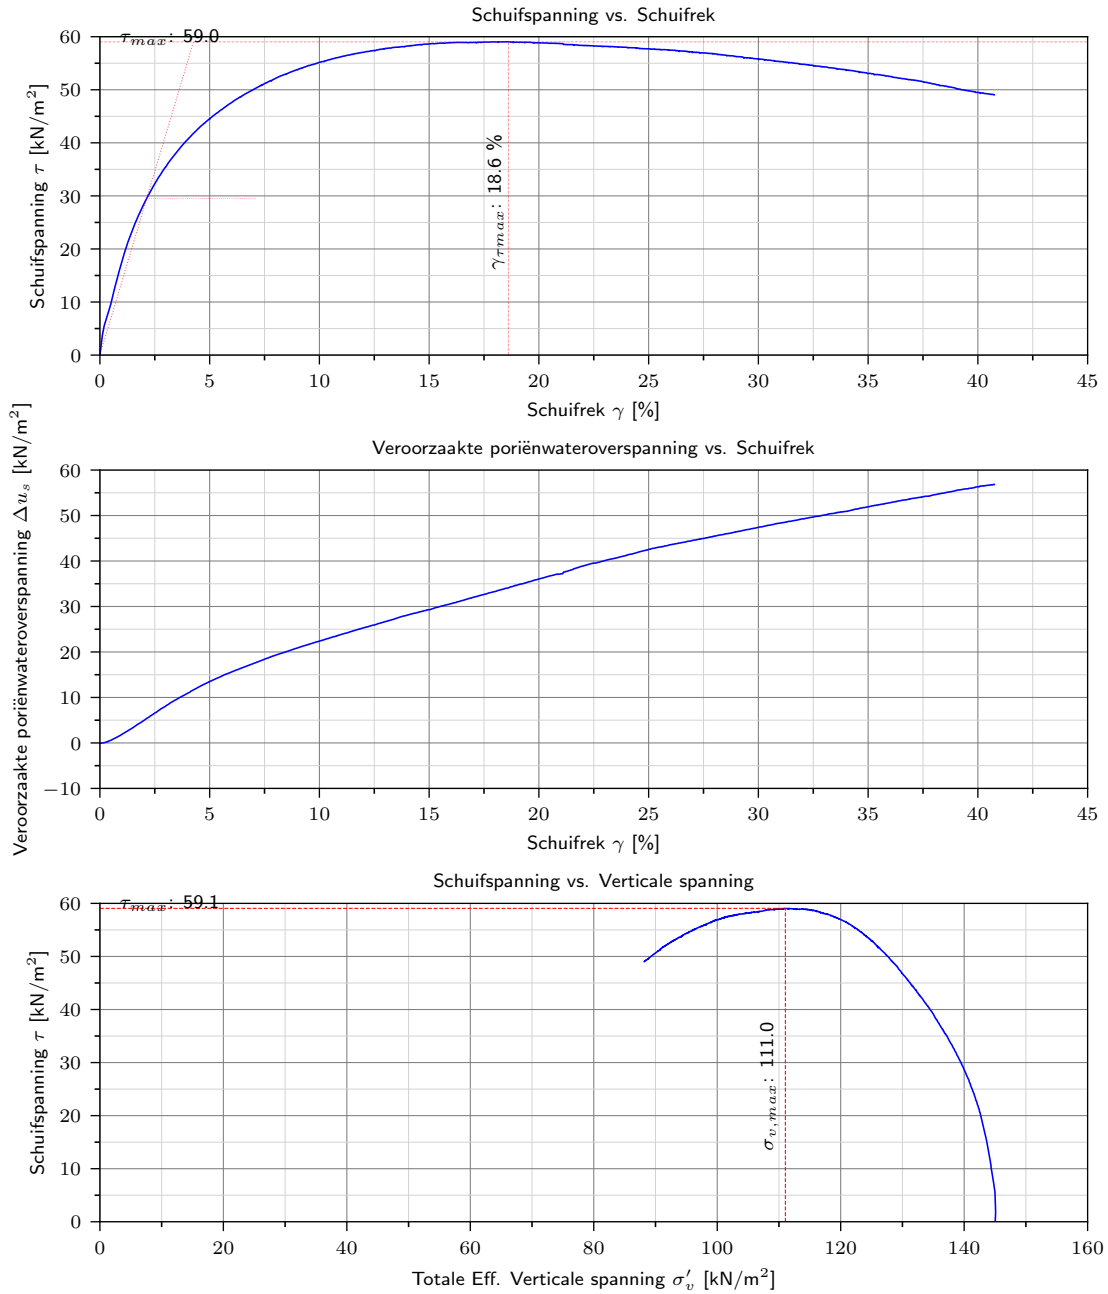 Schuifspanning vs. Schuifrek
τmax: 59.0
γτmax: 18.6 %
Schuifspanning τ [kN/m²]
60
50
40
30
20
10
0
0 5 10 15 20 25 30 35 40 45
Schuifrek γ [%]
Veroorzaakte poriënwateroverspanning vs. Schuifrek
Veroorzaakte poriënwateroverspanning Δus [kN/m²]
60
50
40
30
20
10
0
−10
0 5 10 15 20 25 30 35 40 45
Schuifrek γ [%]
Schuifspanning vs. Verticale spanning
τmax: 59.1
σv,max: 111.0
Schuifspanning τ [kN/m²]
60
50
40
30
20
10
0
0 20 40 60 80 100 120 140 160
Totale Eff. Verticale spanning σ′v [kN/m²]